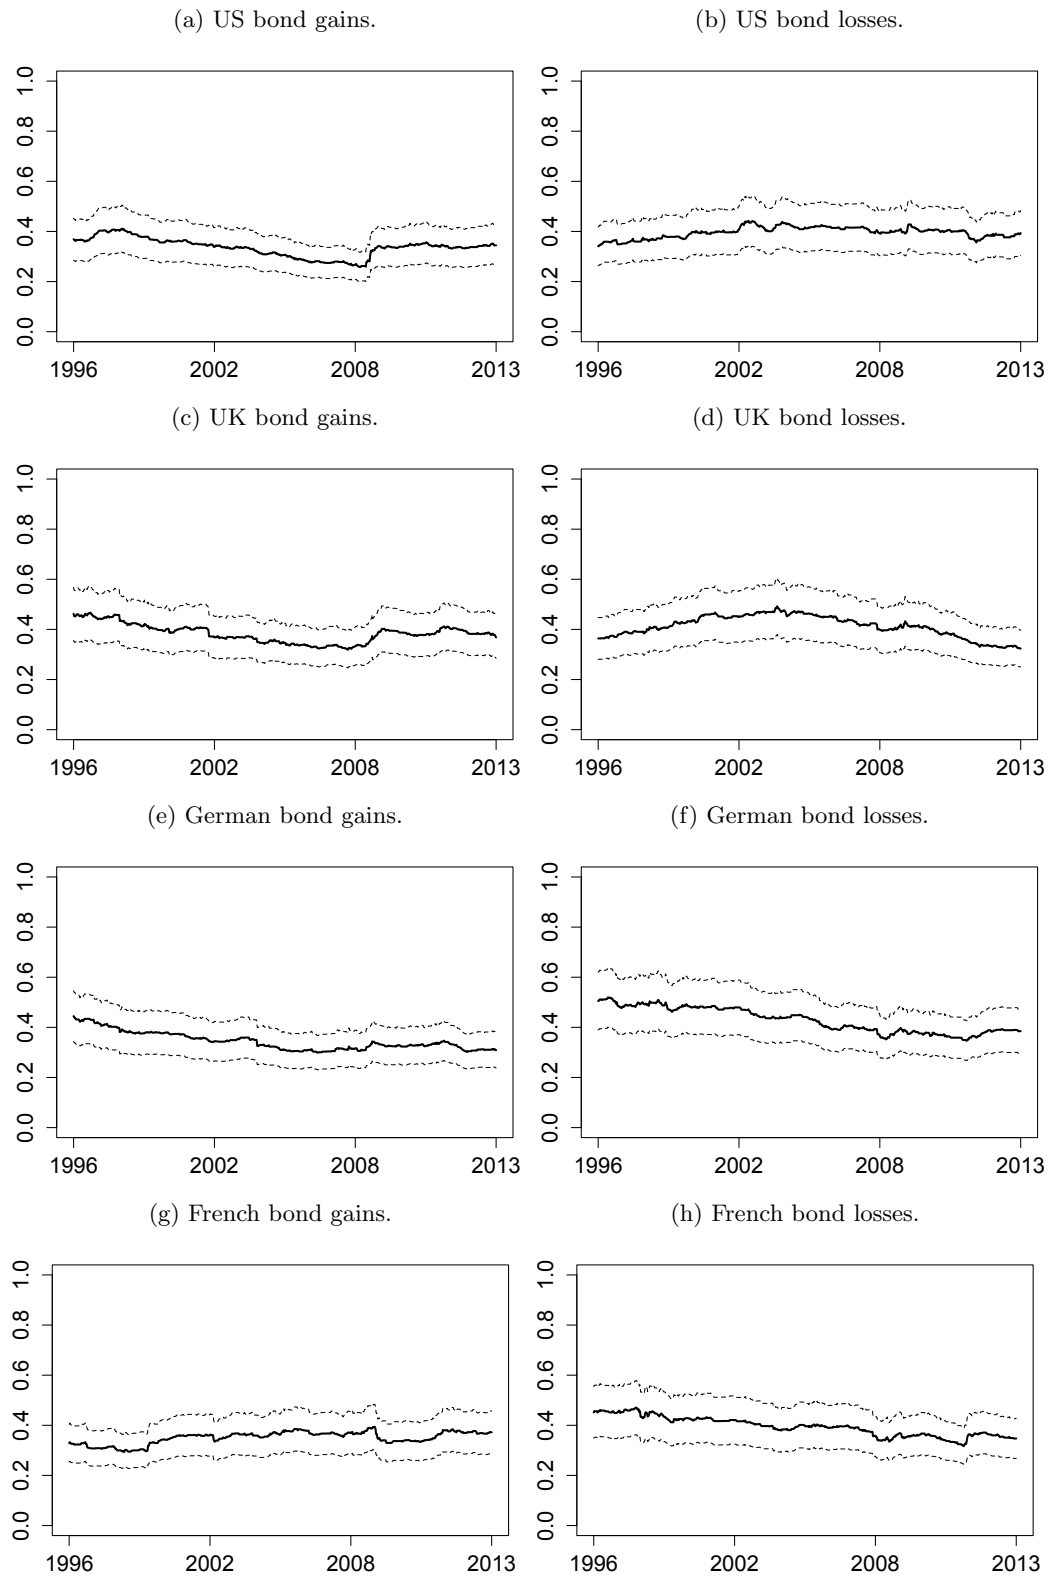 (a) US bond gains.
(b) US bond losses.
0.0 0.2 0.4 0.6 0.8 1.0
1996 2002 2008 2013
0.0 0.2 0.4 0.6 0.8 1.0
1996 2002 2008 2013
(c) UK bond gains.
(d) UK bond losses.
0.0 0.2 0.4 0.6 0.8 1.0
1996 2002 2008 2013
0.0 0.2 0.4 0.6 0.8 1.0
1996 2002 2008 2013
(e) German bond gains.
(f) German bond losses.
0.0 0.2 0.4 0.6 0.8 1.0
1996 2002 2008 2013
0.0 0.2 0.4 0.6 0.8 1.0
1996 2002 2008 2013
(g) French bond gains.
(h) French bond losses.
0.0 0.2 0.4 0.6 0.8 1.0
1996 2002 2008 2013
0.0 0.2 0.4 0.6 0.8 1.0
1996 2002 2008 2013